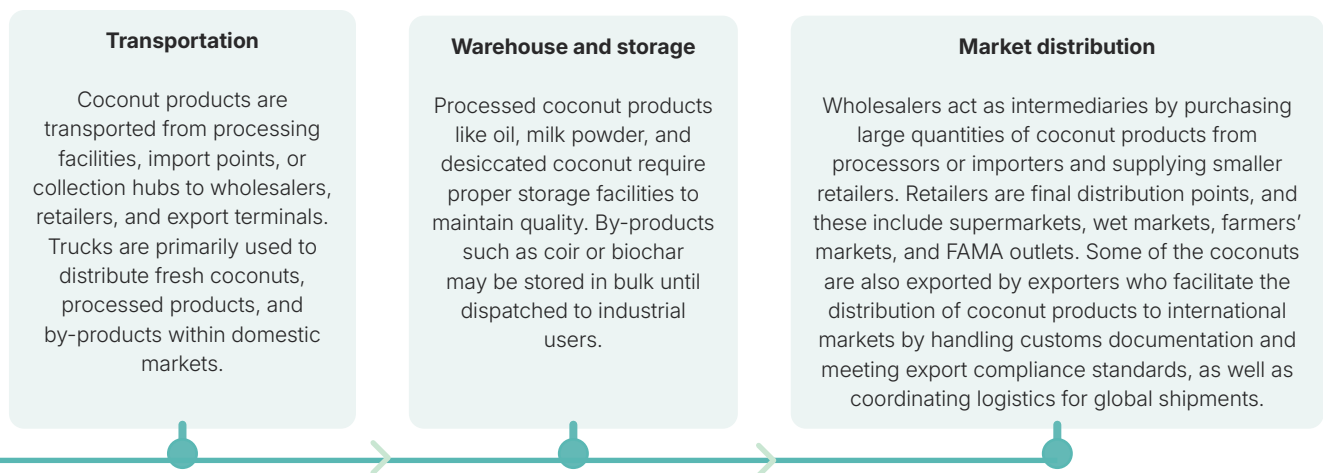 Transportation
Coconut products are
transported from processing
facilities, import points, or
collection hubs to wholesalers,
retailers, and export terminals.
Trucks are primarily used to
distribute fresh coconuts,
processed products, and
by-products within domestic
markets.
Warehouse and storage
Processed coconut products
like oil, milk powder, and
desiccated coconut require
proper storage facilities to
maintain quality. By-products
such as coir or biochar
may be stored in bulk until
dispatched to industrial
users.
Market distribution
Wholesalers act as intermediaries by purchasing
large quantities of coconut products from
processors or importers and supplying smaller
retailers. Retailers are final distribution points, and
these include supermarkets, wet markets, farmers’
markets, and FAMA outlets. Some of the coconuts
are also exported by exporters who facilitate the
distribution of coconut products to international
markets by handling customs documentation and
meeting export compliance standards, as well as
coordinating logistics for global shipments.